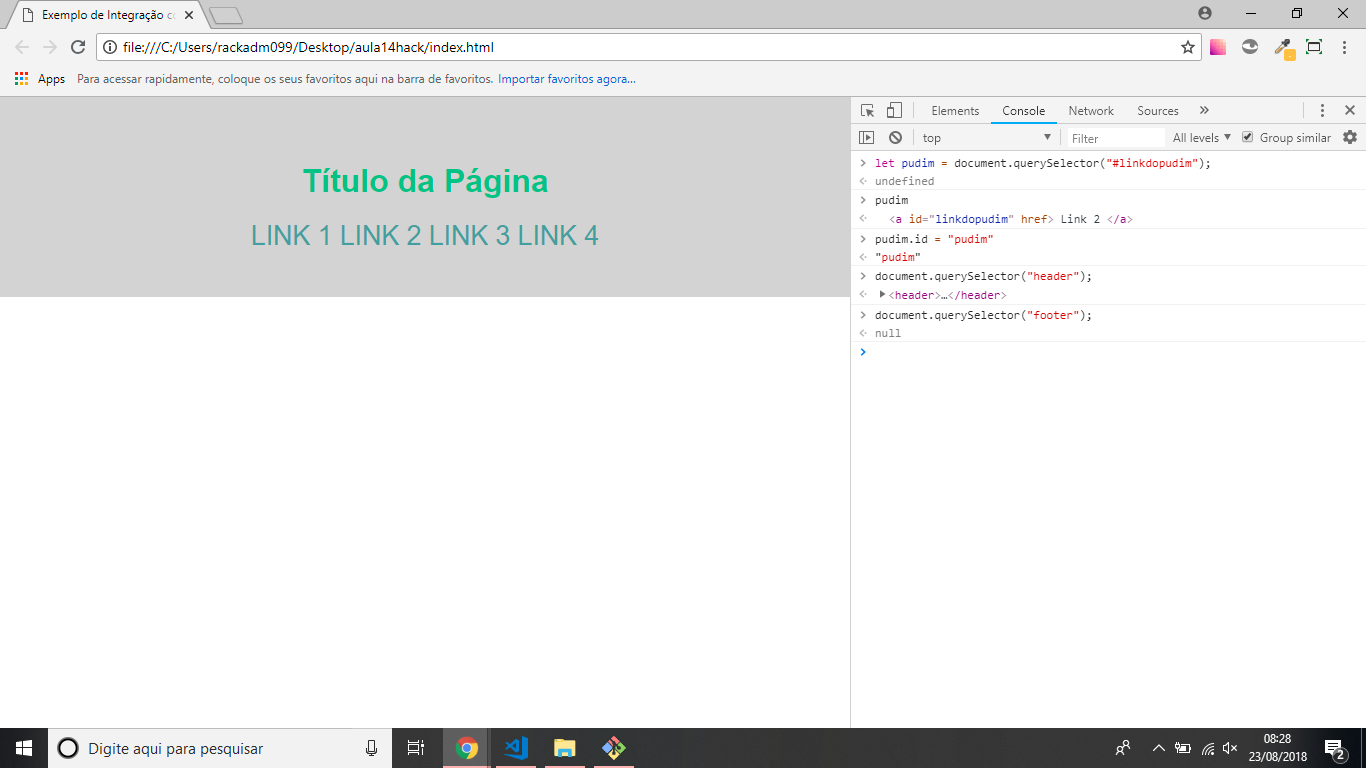 Exemplo de Integração co
file:///C:/Users/rackadm099/Desktop/aula14hack/index.html
Apps Para acessar rapidamente, coloque os seus favoritos aqui na barra de favoritos. Importar favoritos agora...
Elements Console Network Sources »
top Filter All levels Group similar
Título da Página
LINK 1 LINK 2 LINK 3 LINK 4
let pudim = document.querySelector("#linkdopudim");
undefined
pudim
<a id="linkdopudim" href> Link 2 </a>
pudim.id = "pudim"
"pudim"
document.querySelector("header");
<header>…</header>
document.querySelector("footer");
null
Digite aqui para pesquisar
08:28
23/08/2018
2